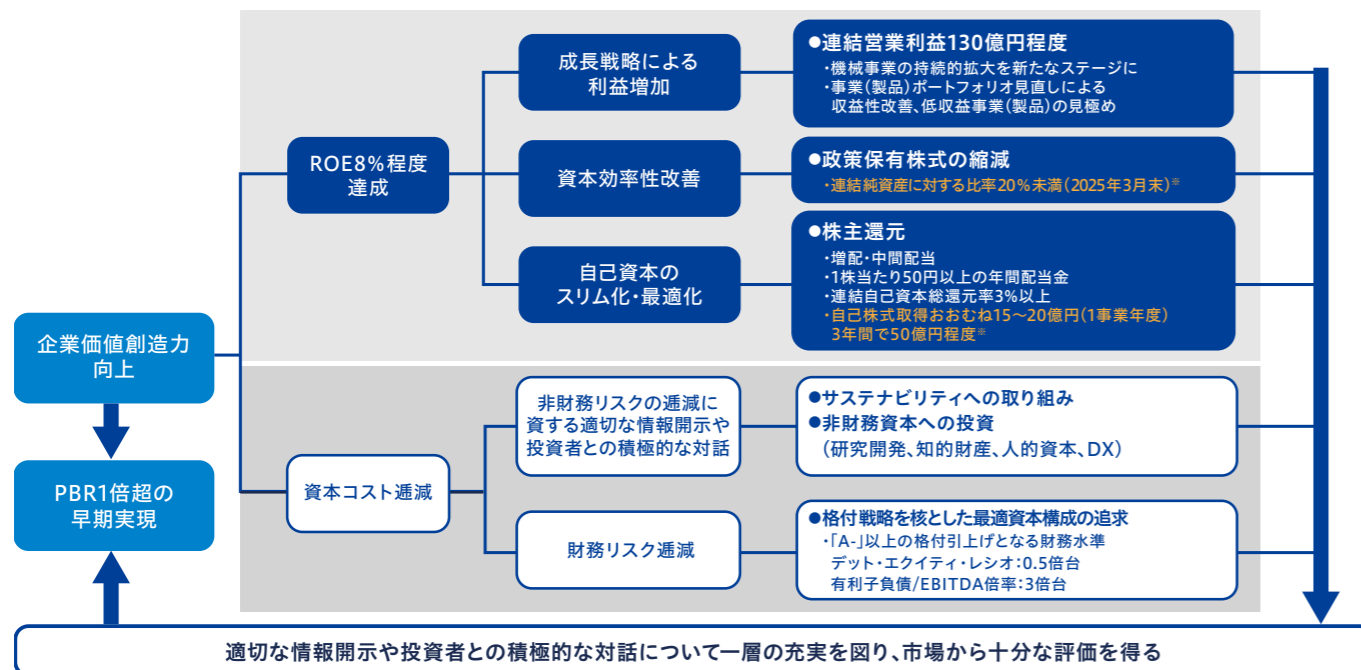 企業価値創造力
向上
PBR1倍超の
早期実現
ROE8%程度
達成
成長戦略による
利益増加
●連結営業利益130億円程度
・機械事業の持続的拡大を新たなステージに
・事業(製品)ポートフォリオ見直しによる
収益性改善、低収益事業(製品)の見極め
資本効率性改善
●政策保有株式の縮減
・連結純資産に対する比率20%未満(2025年3月末)※
自己資本の
スリム化・最適化
●株主還元
・増配・中間配当
・1株当たり50円以上の年間配当金
・連結自己資本総還元率3%以上
・自己株式取得おおむね15～20億円(1事業年度)
3年間で50億円程度※
資本コスト逓減
非財務リスクの逓減に
資する適切な情報開示や
投資者との積極的な対話
●サステナビリティへの取り組み
●非財務資本への投資
(研究開発、知的財産、人的資本、DX)
財務リスク逓減
●格付戦略を核とした最適資本構成の追求
・「A-」以上の格付引上げとなる財務水準
デット・エクイティ・レシオ：0.5倍台
有利子負債/EBITDA倍率：3倍台
適切な情報開示や投資者との積極的な対話について一層の充実を図り、市場から十分な評価を得る